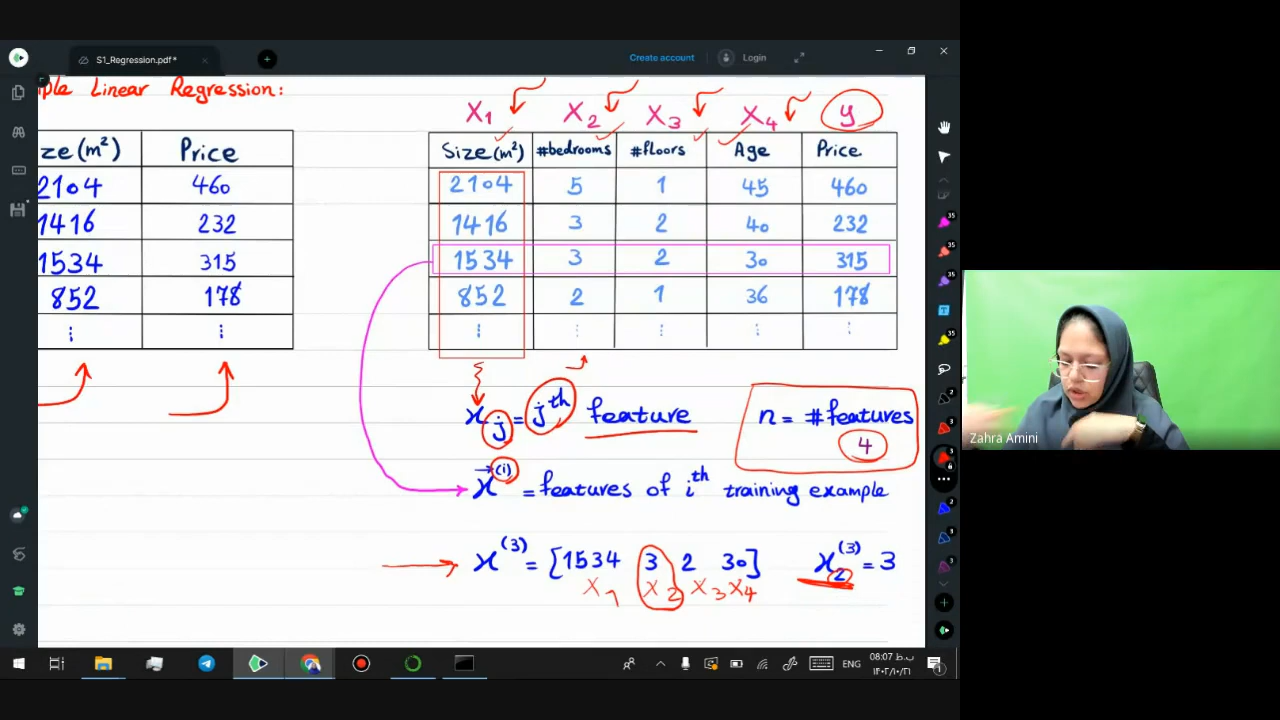 S1_Regression.pdf*
Create account
Login
ple Linear Regression:
ze (m²) Price
2104 460
1416 232
1534 315
852 178
⋮ ⋮
X1 X2 X3 X4 y
Size (m²) #bedrooms #floors Age Price
2104 5 1 45 460
1416 3 2 40 232
1534 3 2 30 315
852 2 1 36 178
⋮ ⋮ ⋮ ⋮ ⋮
x j = jth feature
n = #features
4
x⃗ (i) = features of ith training example
x(3) = [1534 3 2 30] x2(3) = 3
X1 X2 X3 X4
Zahra Amini
ENG
08:07 ب.ظ
۱۴۰۲/۱۰/۲۱